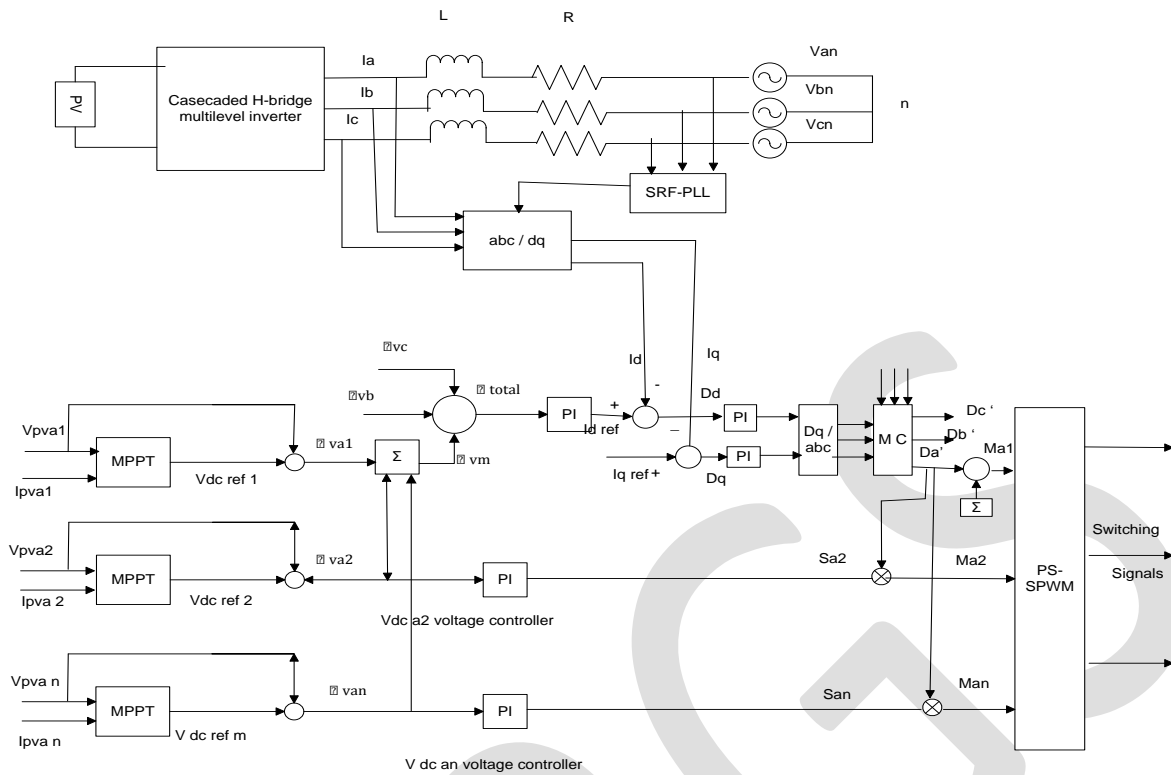 L
R
Van
Ia
Vbn
Ib
Casecaded H-bridge
multilevel inverter
PV
n
Ic
Vcn
SRF-PLL
abc / dq
Id
Iq
-
vc
vb
total
PI
+
Id ref
Dd
PI
_
Iq ref +
Dq
PI
Dq /
abc
M C
Dc ‘
Db ‘
Da’
Ma1
Σ
Vpva1
Ipva1
MPPT
Vdc ref 1
va1
Σ
vm
Vpva2
Ipva 2
MPPT
Vdc ref 2
va2
PI
Vdc a2 voltage controller
Sa2
Ma2
PS-
SPWM
Switching
Signals
Vpva n
Ipva n
MPPT
V dc ref m
van
PI
V dc an voltage controller
San
Man